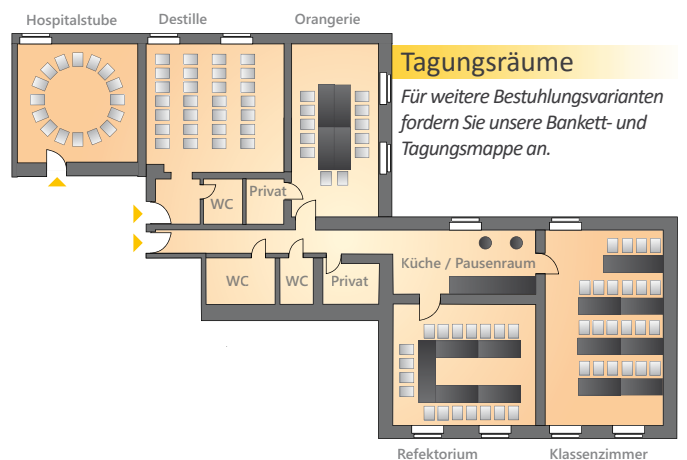 Hospitalstube
Destille
Orangerie
Tagungsräume
Für weitere Bestuhlungsvarianten
fordern Sie unsere Bankett- und
Tagungsmappe an.
WC
Privat
Küche / Pausenraum
WC
WC
Privat
Refektorium
Klassenzimmer